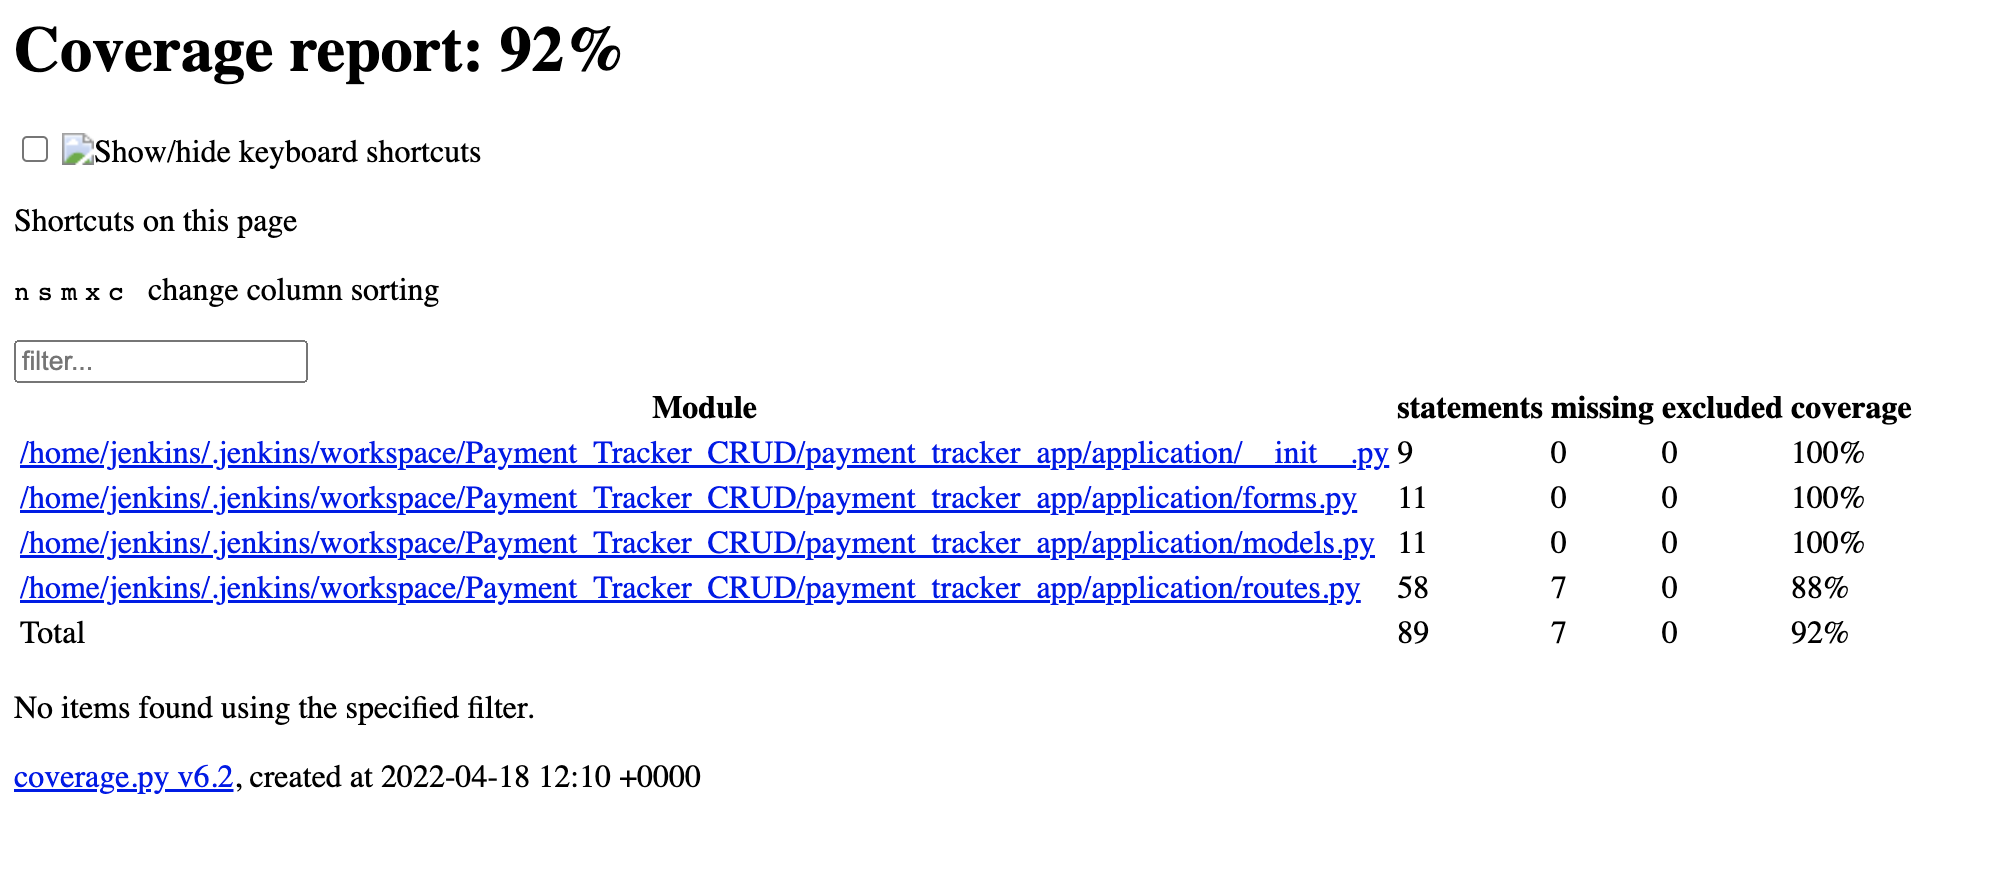 Coverage report: 92%
Show/hide keyboard shortcuts
Shortcuts on this page
n s m x c change column sorting
filter...
Module statements missing excluded coverage
/home/jenkins/.jenkins/workspace/Payment_Tracker_CRUD/payment_tracker_app/application/__init__.py 9 0 0 100%
/home/jenkins/.jenkins/workspace/Payment_Tracker_CRUD/payment_tracker_app/application/forms.py 11 0 0 100%
/home/jenkins/.jenkins/workspace/Payment_Tracker_CRUD/payment_tracker_app/application/models.py 11 0 0 100%
/home/jenkins/.jenkins/workspace/Payment_Tracker_CRUD/payment_tracker_app/application/routes.py 58 7 0 88%
Total 89 7 0 92%
No items found using the specified filter.
coverage.py v6.2, created at 2022-04-18 12:10 +0000